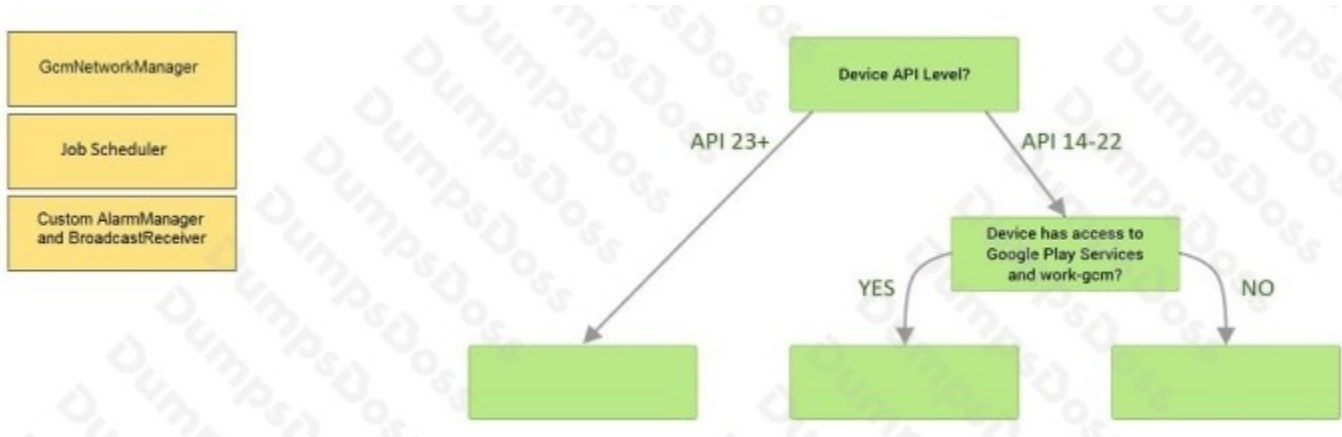 GcmNetworkManager
Job Scheduler
Custom AlarmManager
and BroadcastReceiver
Device API Level?
API 23+
API 14-22
Device has access to
Google Play Services
and work-gcm?
YES
NO
DumpsDoss